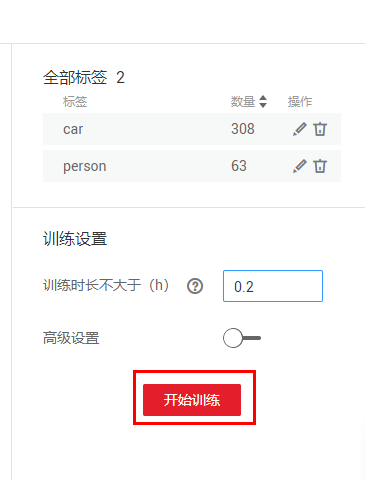 全部标签 2
标签 数量 操作
car 308
person 63
训练设置
训练时长不大于（h） ? 0.2
高级设置
开始训练